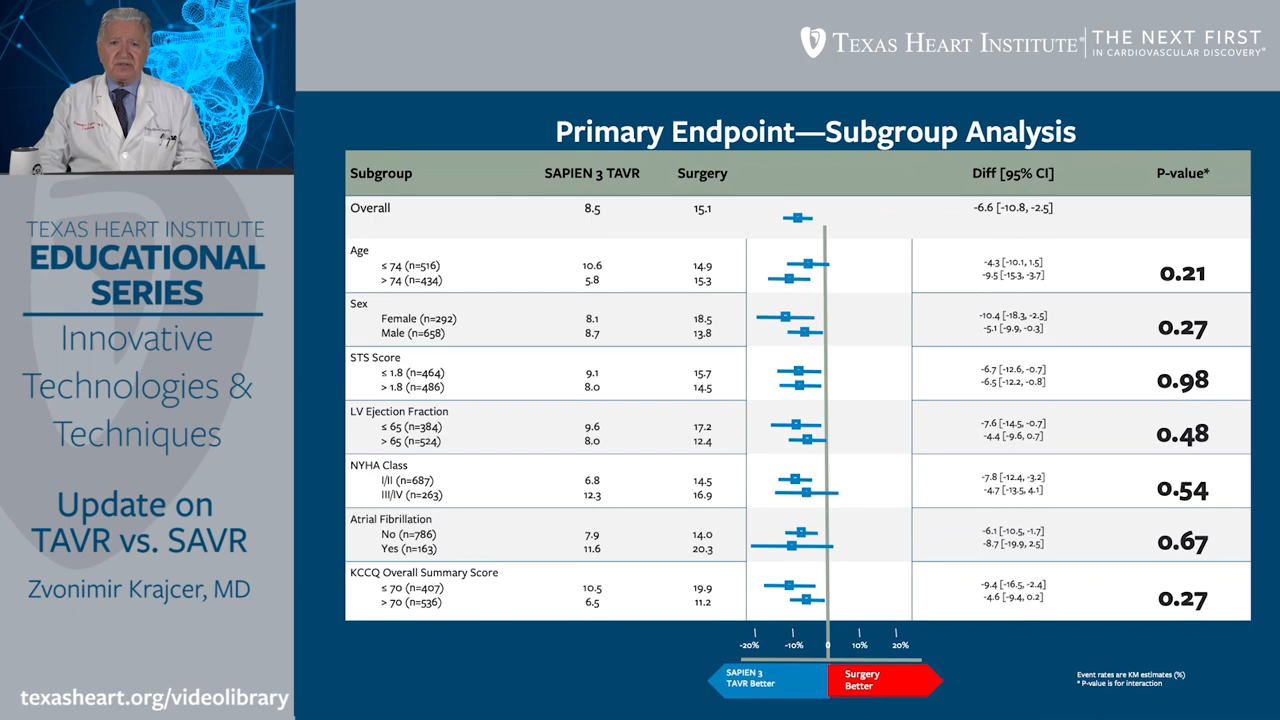 TEXAS HEART INSTITUTE® THE NEXT FIRST
IN CARDIOVASCULAR DISCOVERY®
TEXAS HEART INSTITUTE
EDUCATIONAL
SERIES
Innovative
Technologies &
Techniques
Update on
TAVR vs. SAVR
Zvonimir Krajcer, MD
texasheart.org/videolibrary
Primary Endpoint—Subgroup Analysis
Subgroup SAPIEN 3 TAVR Surgery Diff [95% CI] P-value*
Overall 8.5 15.1 -6.6 [-10.8, -2.5]
Age
≤ 74 (n=516) 10.6 14.9 -4.3 [-10.1, 1.5]
> 74 (n=434) 5.8 15.3 -9.5 [-15.3, -3.7]
0.21
Sex
Female (n=292) 8.1 18.5 -10.4 [-18.3, -2.5]
Male (n=658) 8.7 13.8 -5.1 [-9.9, -0.3]
0.27
STS Score
≤ 1.8 (n=464) 9.1 15.7 -6.7 [-12.6, -0.7]
> 1.8 (n=486) 8.0 14.5 -6.5 [-12.2, -0.8]
0.98
LV Ejection Fraction
≤ 65 (n=384) 9.6 17.2 -7.6 [-14.5, -0.7]
> 65 (n=524) 8.0 12.4 -4.4 [-9.6, 0.7]
0.48
NYHA Class
I/II (n=687) 6.8 14.5 -7.8 [-12.4, -3.2]
III/IV (n=263) 12.3 16.9 -4.7 [-13.5, 4.1]
0.54
Atrial Fibrillation
No (n=786) 7.9 14.0 -6.1 [-10.5, -1.7]
Yes (n=163) 11.6 20.3 -8.7 [-19.9, 2.5]
0.67
KCCQ Overall Summary Score
≤ 70 (n=407) 10.5 19.9 -9.4 [-16.5, -2.4]
> 70 (n=536) 6.5 11.2 -4.6 [-9.4, 0.2]
0.27
-20% -10% 0 10% 20%
SAPIEN 3
TAVR Better
Surgery
Better
Event rates are KM estimates (%)
* P-value is for interaction